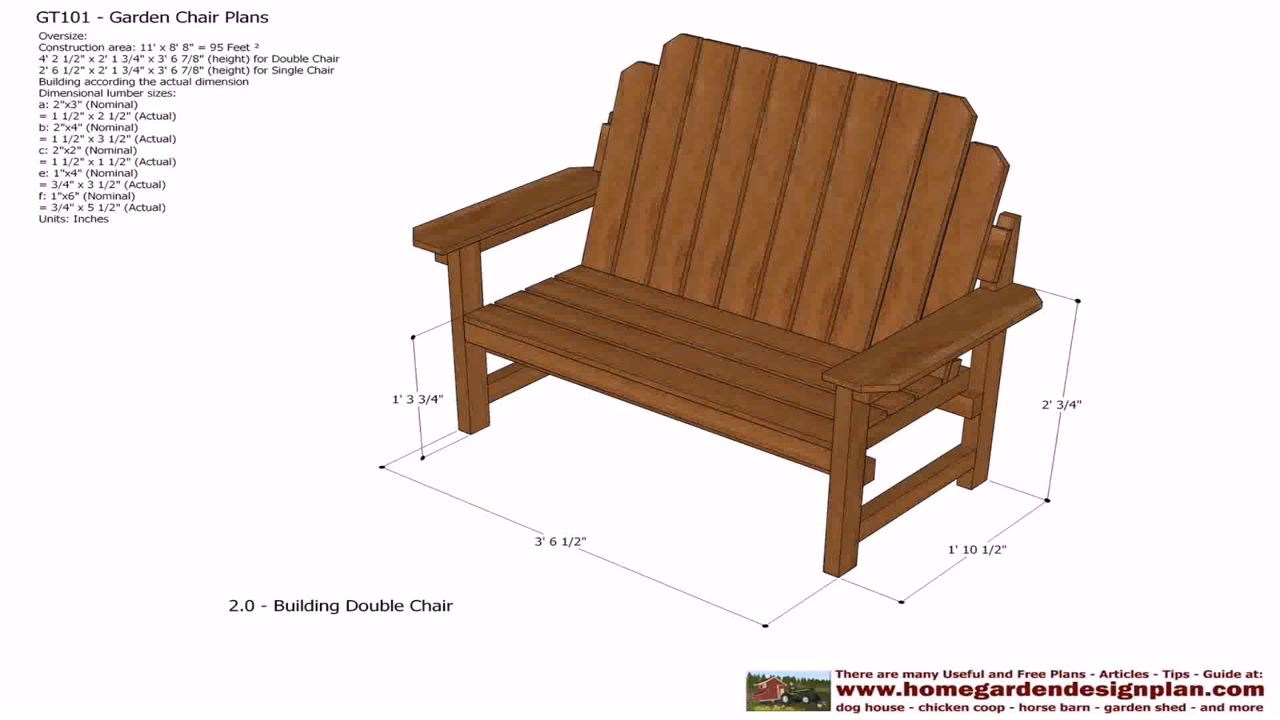 GT101 - Garden Chair Plans
Oversize:
Construction area: 11' x 8' 8" = 95 Feet ²
4' 2 1/2" x 2' 1 3/4" x 3' 6 7/8" (height) for Double Chair
2' 6 1/2" x 2' 1 3/4" x 3' 6 7/8" (height) for Single Chair
Building according the actual dimension
Dimensional lumber sizes:
a: 2"x3" (Nominal)
= 1 1/2" x 2 1/2" (Actual)
b: 2"x4" (Nominal)
= 1 1/2" x 3 1/2" (Actual)
c: 2"x2" (Nominal)
= 1 1/2" x 1 1/2" (Actual)
e: 1"x4" (Nominal)
= 3/4" x 3 1/2" (Actual)
f: 1"x6" (Nominal)
= 3/4" x 5 1/2" (Actual)
Units: Inches
1' 3 3/4"
2' 3/4"
3' 6 1/2"
1' 10 1/2"
2.0 - Building Double Chair
There are many Useful and Free Plans - Articles - Tips - Guide at:
www.homegardendesignplan.com
dog house - chicken coop - horse barn - garden shed - and more